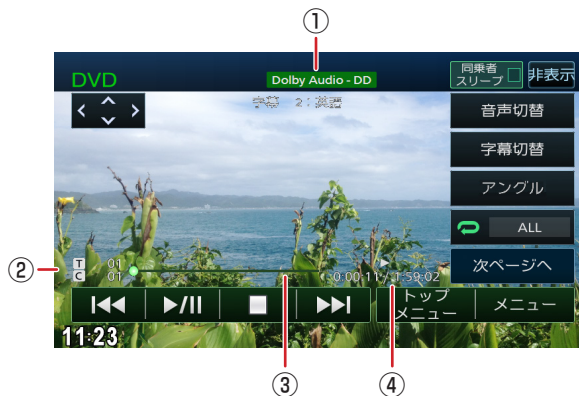 ①
DVD
Dolby Audio - DD
同乗者
スリープ
非表示
字幕 2：英語
音声切替
字幕切替
アングル
ALL
次ページへ
②
T 01
C 01
0:00:11 / 1:59:02
トップ
メニュー
メニュー
11:23
③
④